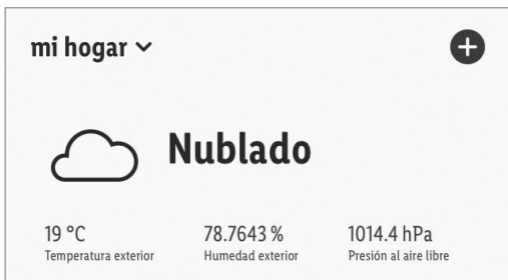 mi hogar
Nublado
19 °C 78.7643 % 1014.4 hPa
Temperatura exterior Humedad exterior Presión al aire libre